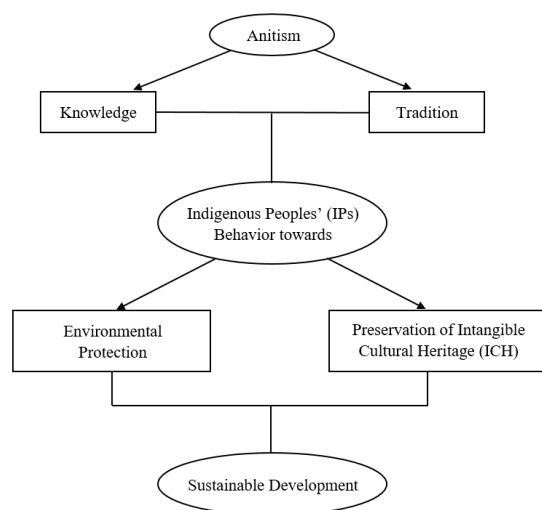 Anitism
Knowledge
Tradition
Indigenous Peoples’ (IPs)
Behavior towards
Environmental
Protection
Preservation of Intangible
Cultural Heritage (ICH)
Sustainable Development